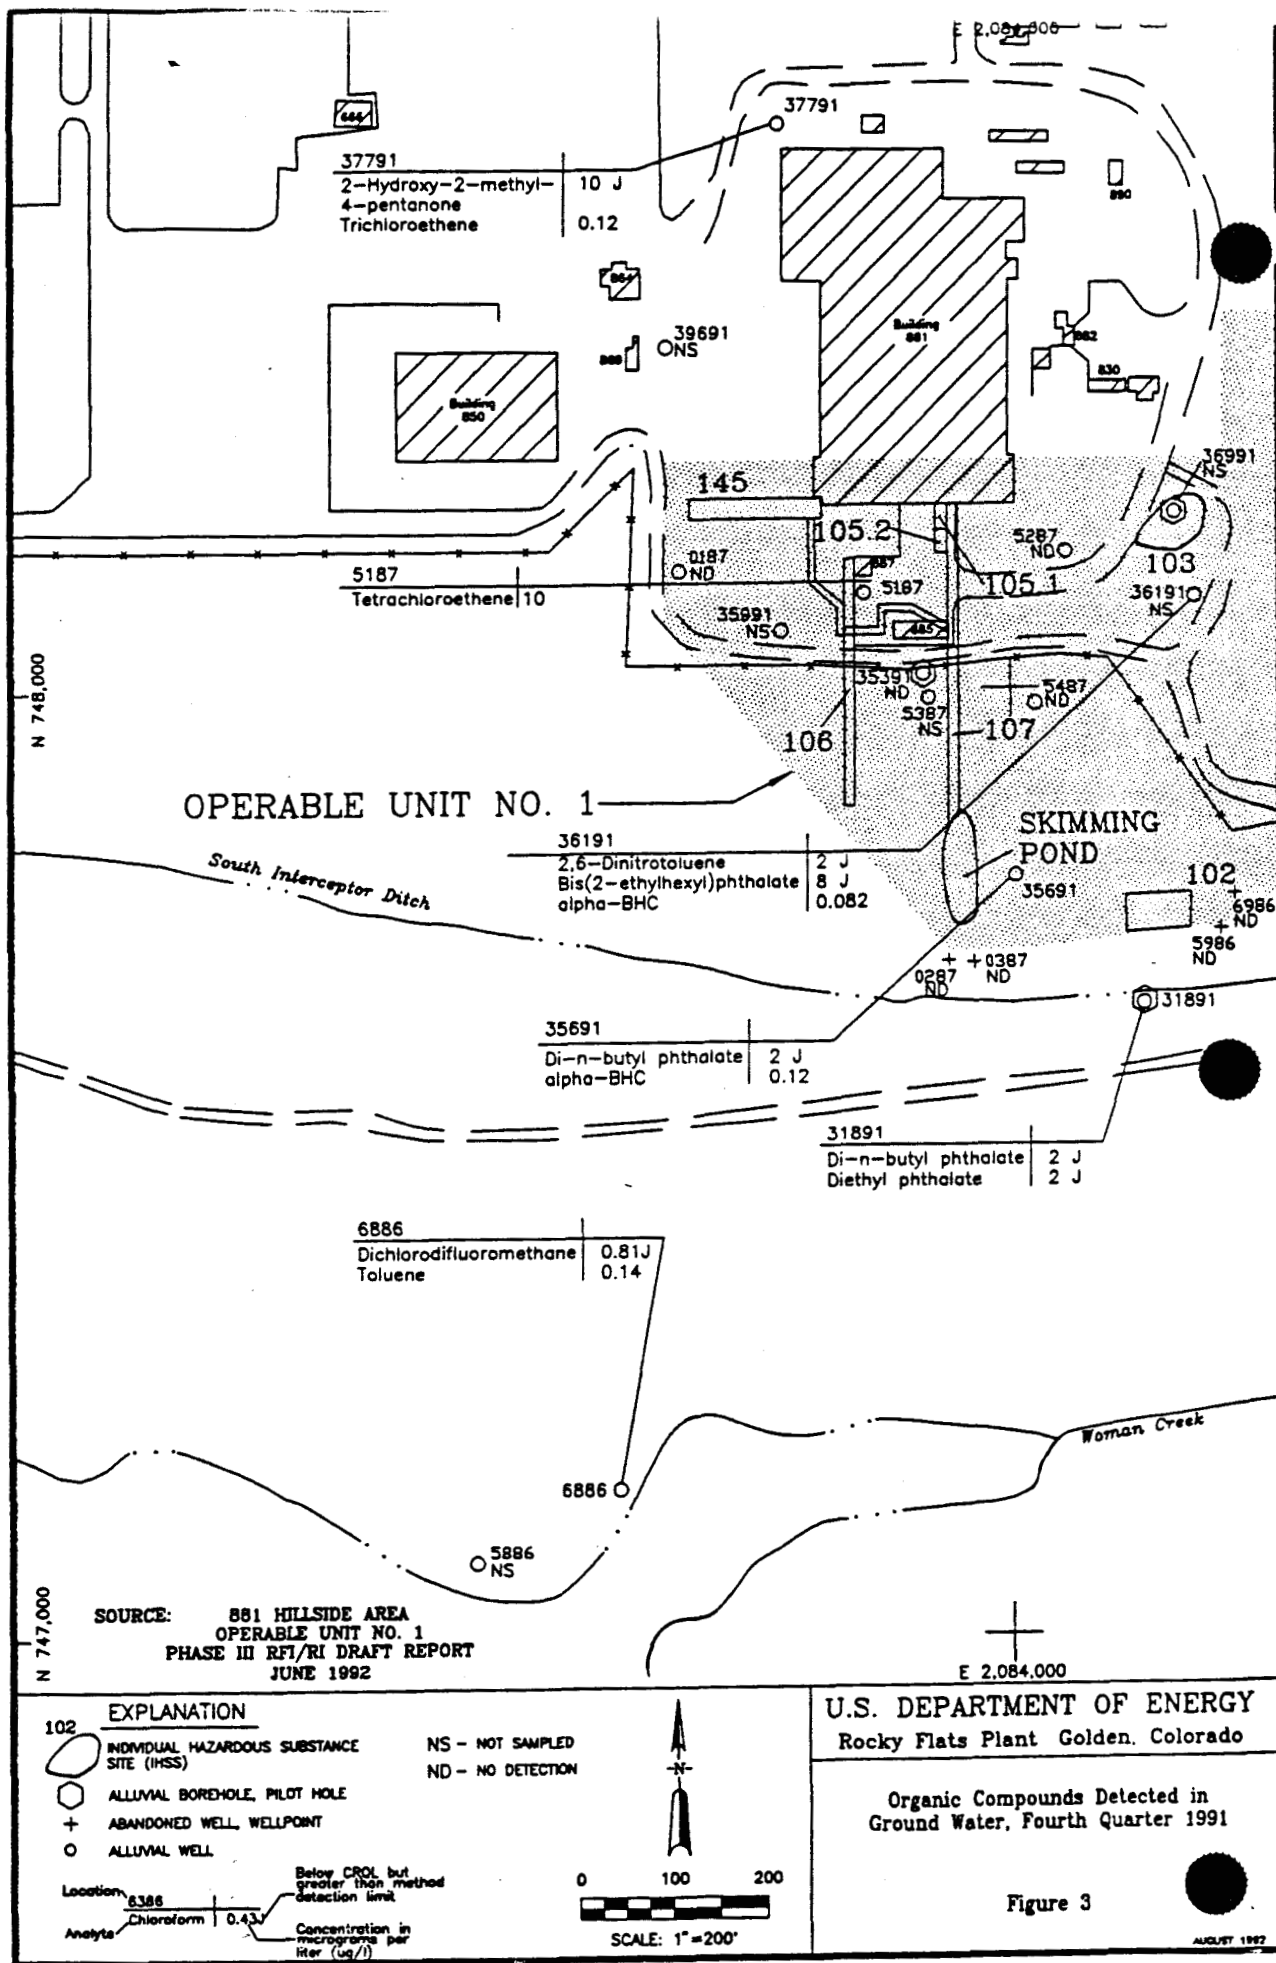 E 2,084,000
37791
664
37791
2-Hydroxy-2-methyl- 10 J
4-pentanone
Trichloroethene 0.12
890
864
Building
881
39691
NS
882
830
Building
850
36991
NS
145
105.2
5287
ND
0187
ND
103
887
5187
105.1
5187
Tetrachloroethene 10
36191
NS
35991
NS
885
35391
ND
5387
NS
5487
ND
N 748,000
106
107
OPERABLE UNIT NO. 1
SKIMMING
POND
36191
2,6-Dinitrotoluene 2 J
Bis(2-ethylhexyl)phthalate 8 J
alpha-BHC 0.082
South Interceptor Ditch
35691
102
6986
ND
5986
ND
0287
ND
0387
ND
31891
35691
Di-n-butyl phthalate 2 J
alpha-BHC 0.12
31891
Di-n-butyl phthalate 2 J
Diethyl phthalate 2 J
6886
Dichlorodifluoromethane 0.81J
Toluene 0.14
Woman Creek
6886
5886
NS
N 747,000
SOURCE: 881 HILLSIDE AREA
OPERABLE UNIT NO. 1
PHASE III RFI/RI DRAFT REPORT
JUNE 1992
E 2,084,000
EXPLANATION
102
INDIVIDUAL HAZARDOUS SUBSTANCE
SITE (IHSS)
ALLUVIAL BOREHOLE, PILOT HOLE
ABANDONED WELL, WELLPOINT
ALLUVIAL WELL
NS - NOT SAMPLED
ND - NO DETECTION
Location
6386
Analyte
Chloroform 0.43J
Below CRQL but
greater than method
detection limit
Concentration in
micrograms per
liter (ug/l)
N
0 100 200
SCALE: 1"=200'
U.S. DEPARTMENT OF ENERGY
Rocky Flats Plant Golden, Colorado
Organic Compounds Detected in
Ground Water, Fourth Quarter 1991
Figure 3
AUGUST 1992